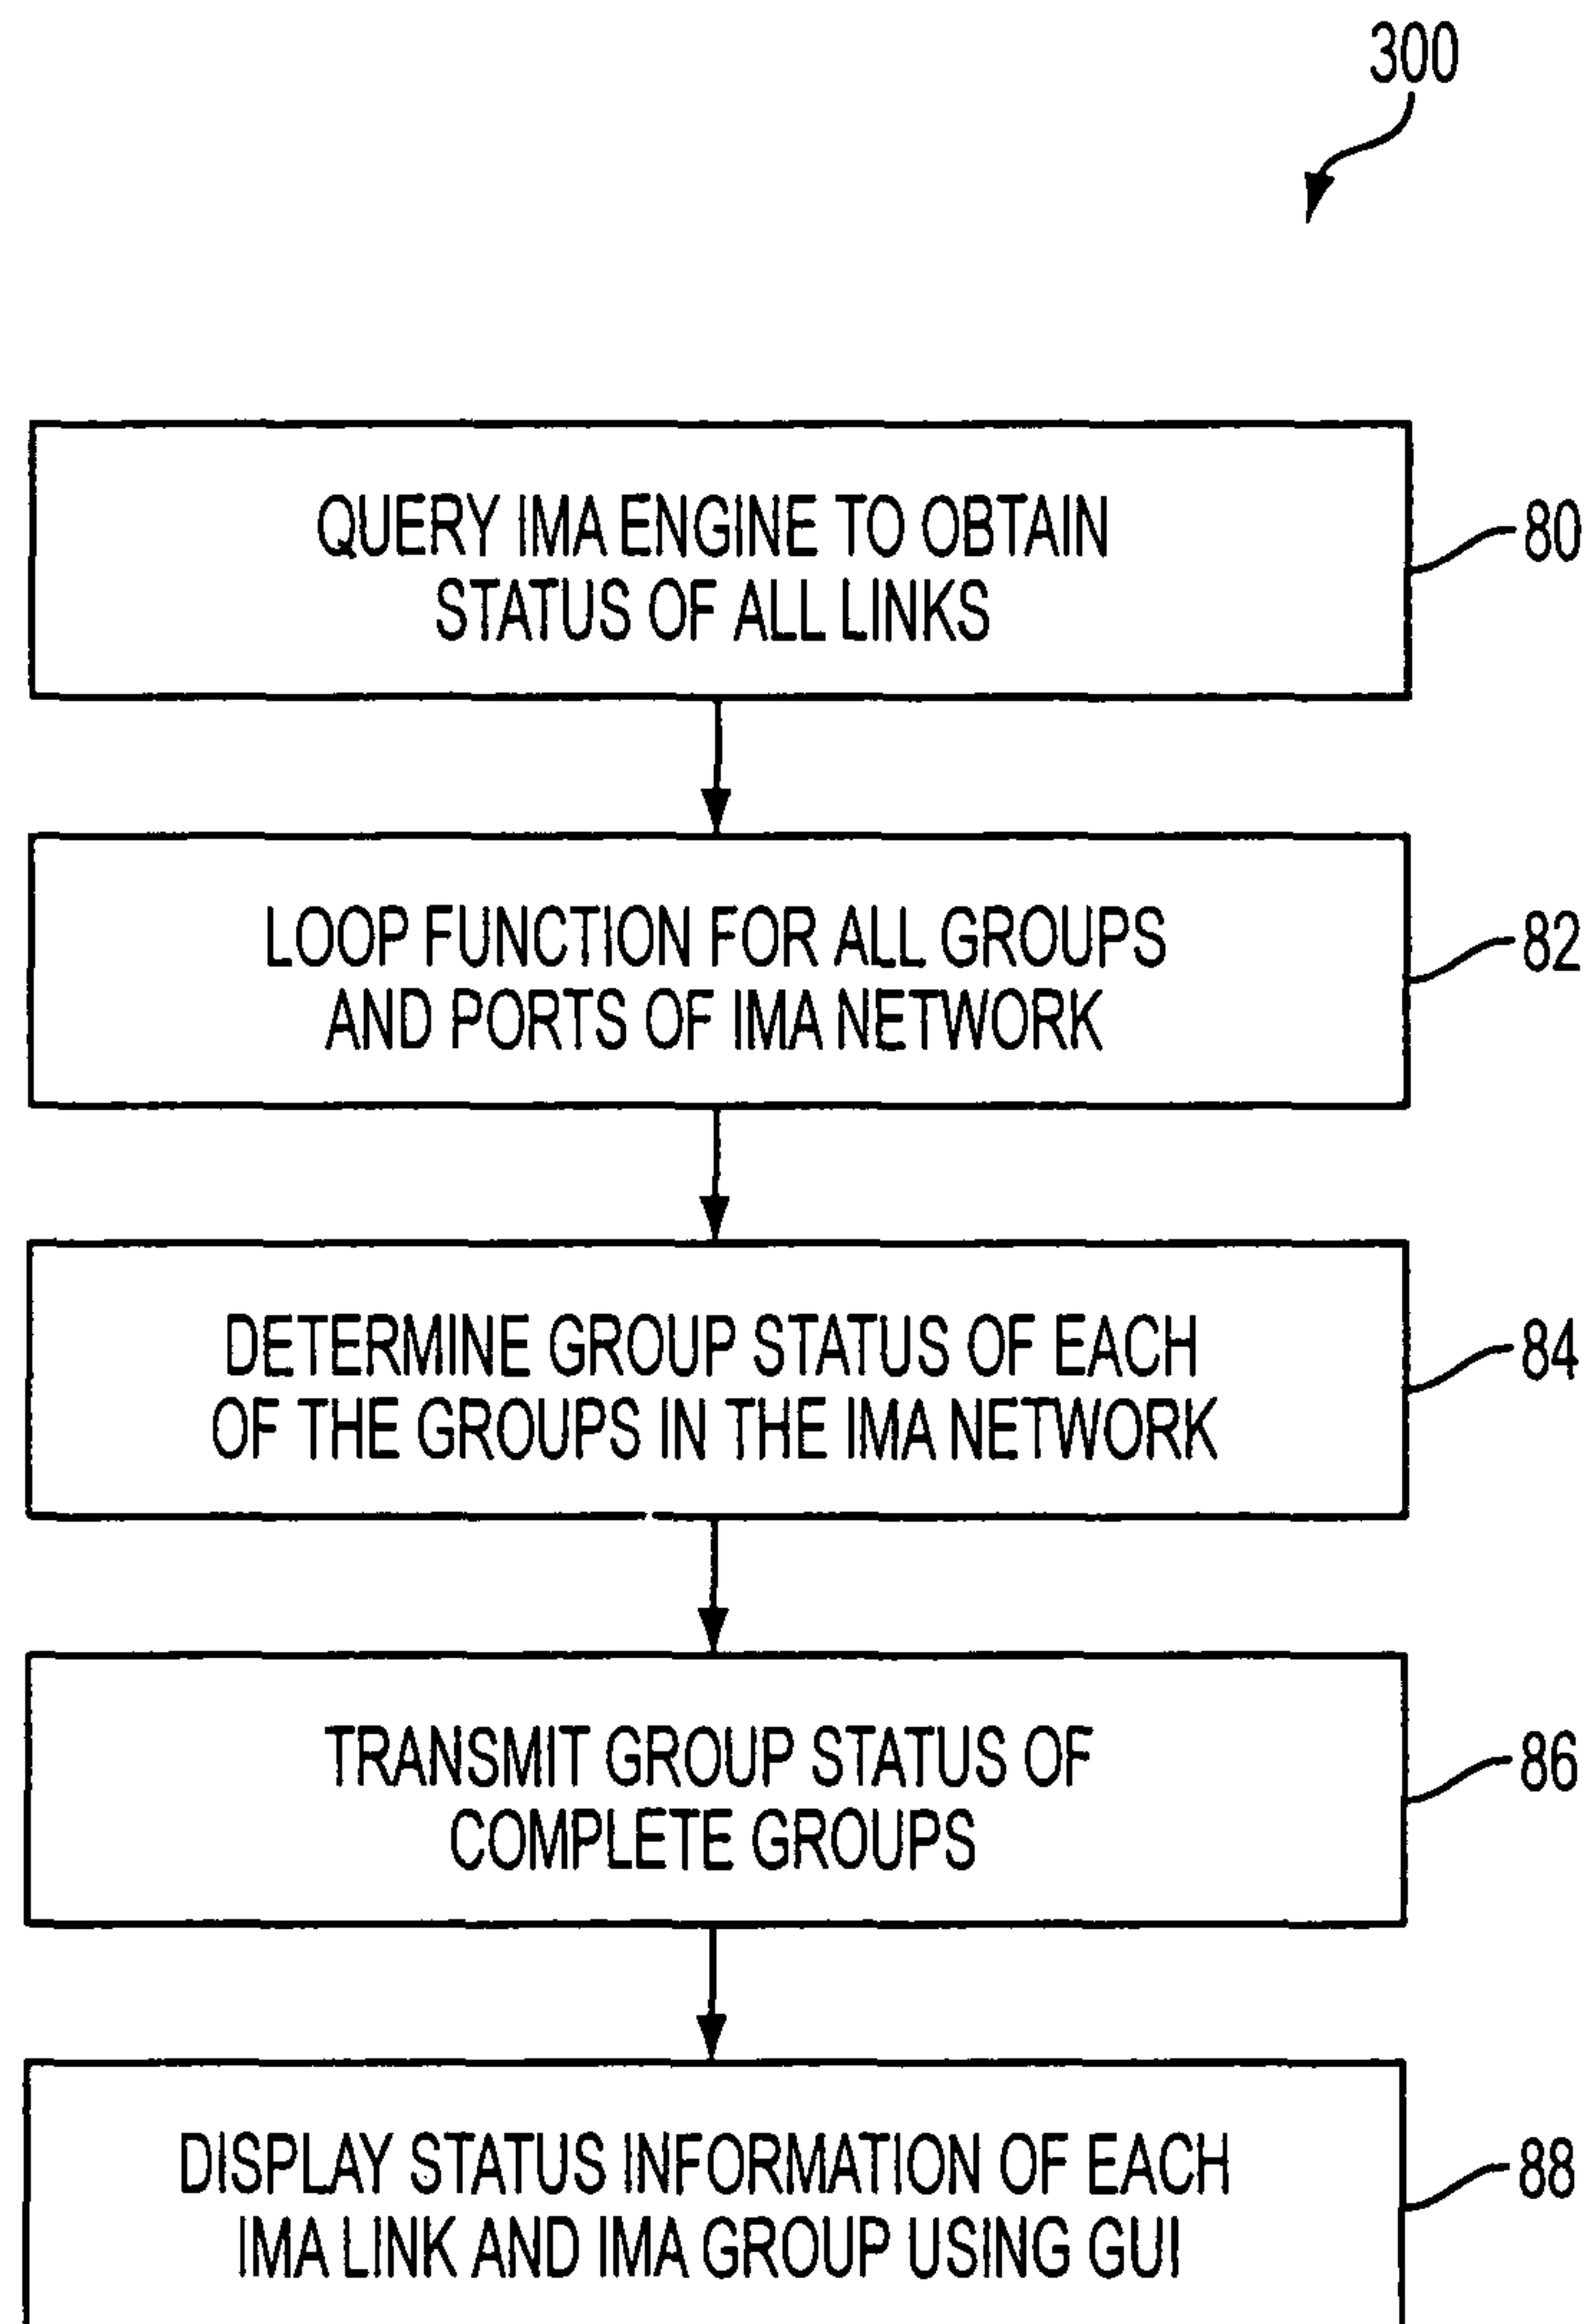 300
QUERY IMA ENGINE TO OBTAIN
STATUS OF ALL LINKS
80
LOOP FUNCTION FOR ALL GROUPS
AND PORTS OF IMA NETWORK
82
DETERMINE GROUP STATUS OF EACH
OF THE GROUPS IN THE IMA NETWORK
84
TRANSMIT GROUP STATUS OF
COMPLETE GROUPS
86
DISPLAY STATUS INFORMATION OF EACH
IMA LINK AND IMA GROUP USING GUI
88